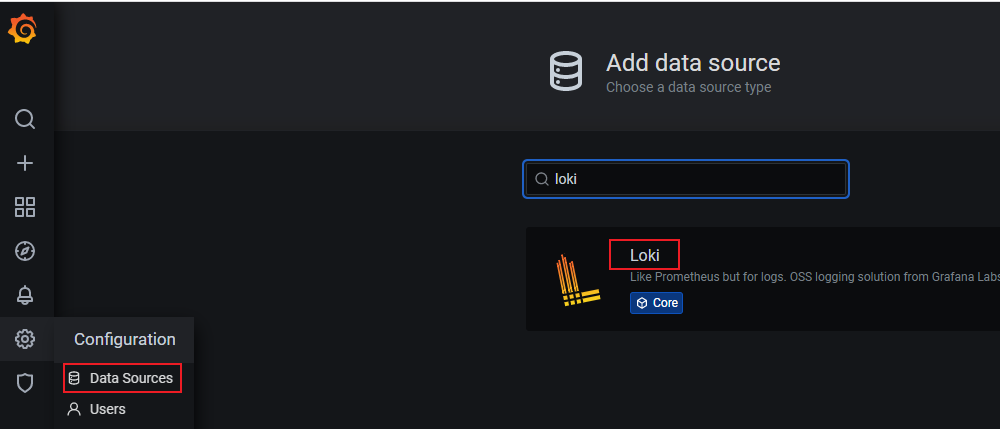 Add data source
Choose a data source type
loki
Loki
Like Prometheus but for logs. OSS logging solution from Grafana Labs
Core
Configuration
Data Sources
Users